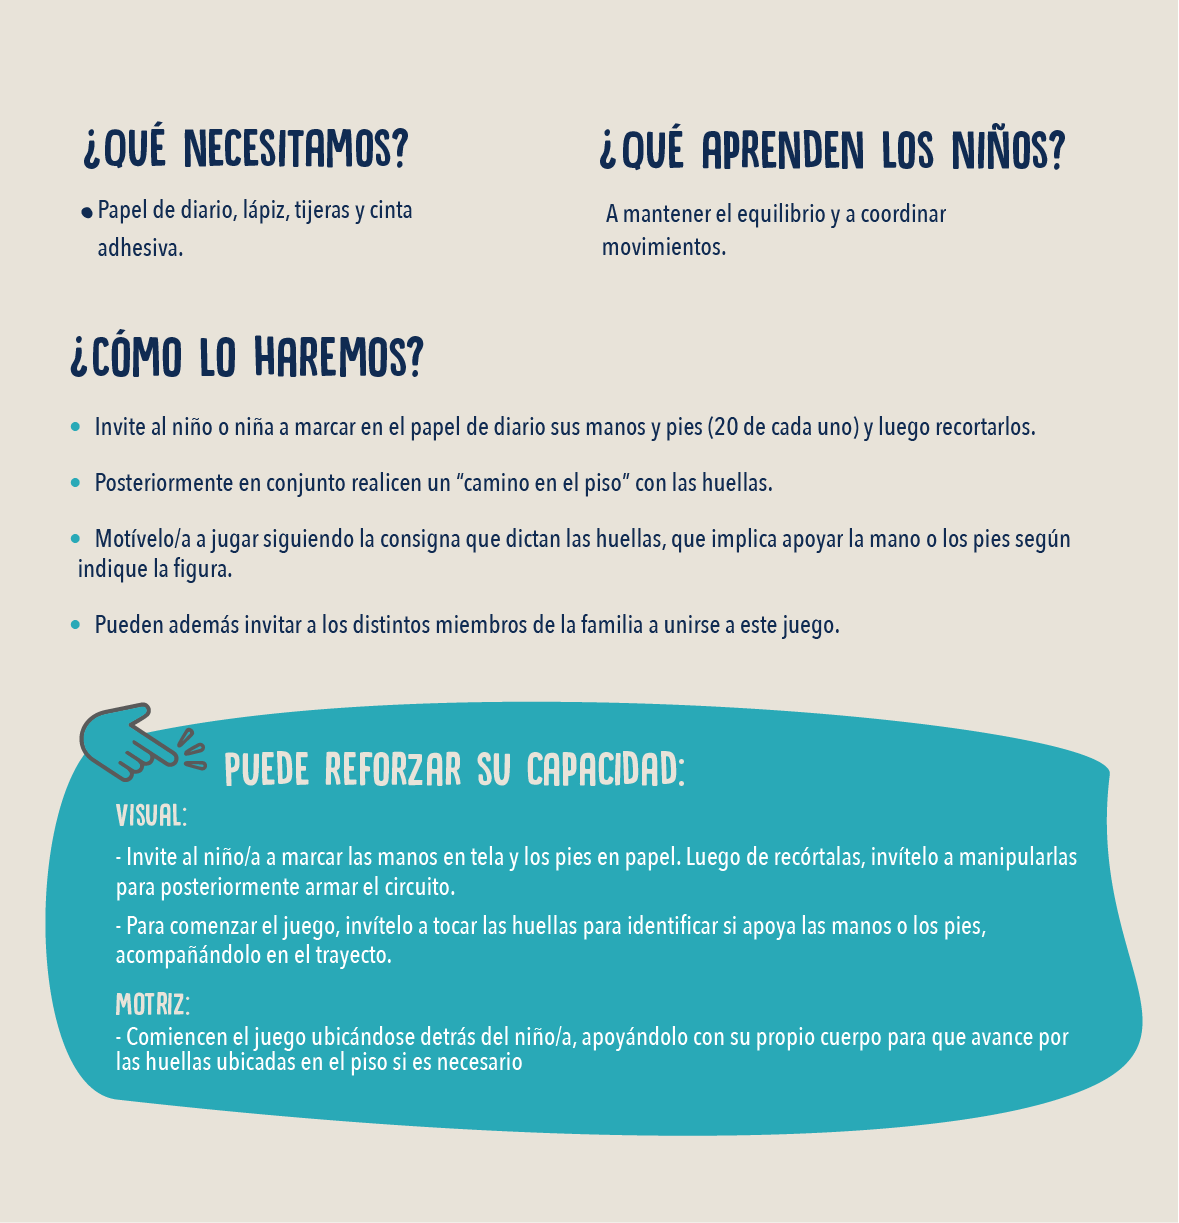 ¿QUÉ NECESITAMOS?
• Papel de diario, lápiz, tijeras y cinta
adhesiva.
¿QUÉ APRENDEN LOS NIÑOS?
A mantener el equilibrio y a coordinar
movimientos.
¿CÓMO LO HAREMOS?
• Invite al niño o niña a marcar en el papel de diario sus manos y pies (20 de cada uno) y luego recortarlos.
• Posteriormente en conjunto realicen un “camino en el piso” con las huellas.
• Motívelo/a a jugar siguiendo la consigna que dictan las huellas, que implica apoyar la mano o los pies según
indique la figura.
• Pueden además invitar a los distintos miembros de la familia a unirse a este juego.
PUEDE REFORZAR SU CAPACIDAD:
VISUAL:
- Invite al niño/a a marcar las manos en tela y los pies en papel. Luego de recórtalas, invítelo a manipularlas
para posteriormente armar el circuito.
- Para comenzar el juego, invítelo a tocar las huellas para identificar si apoya las manos o los pies,
acompañándolo en el trayecto.
MOTRIZ:
- Comiencen el juego ubicándose detrás del niño/a, apoyándolo con su propio cuerpo para que avance por
las huellas ubicadas en el piso si es necesario